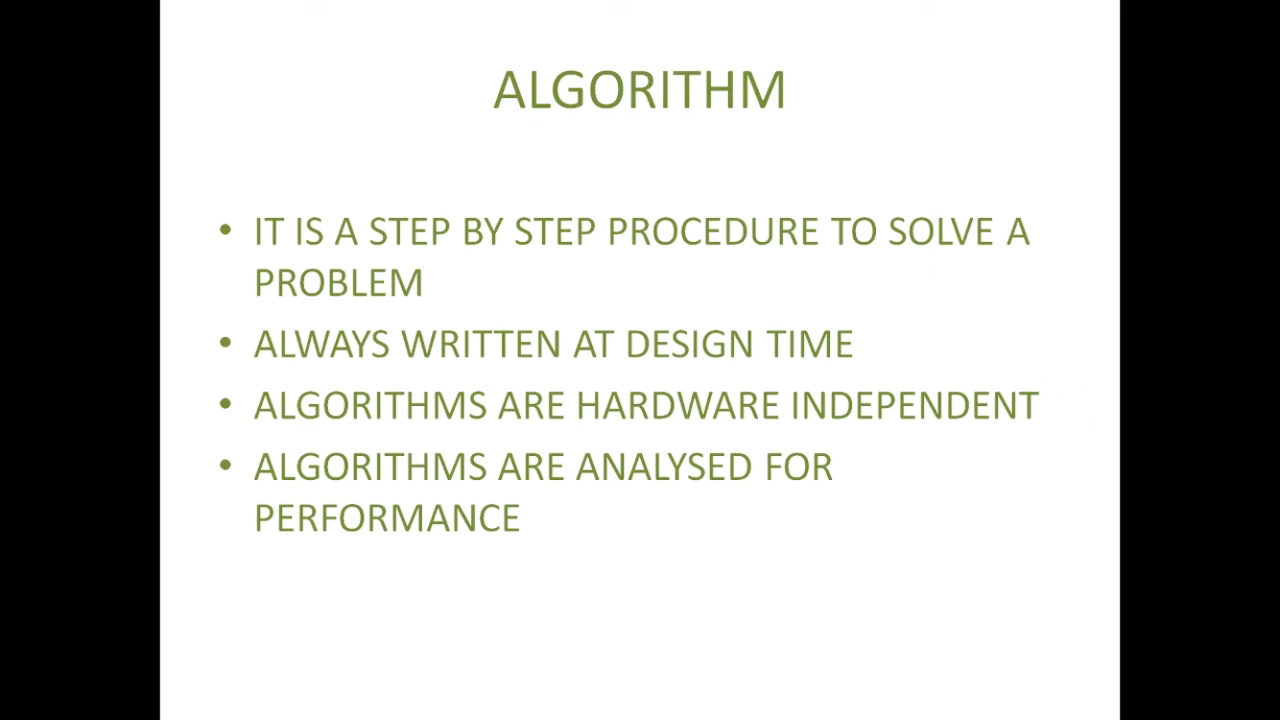 ALGORITHM
• IT IS A STEP BY STEP PROCEDURE TO SOLVE A
PROBLEM
• ALWAYS WRITTEN AT DESIGN TIME
• ALGORITHMS ARE HARDWARE INDEPENDENT
• ALGORITHMS ARE ANALYSED FOR
PERFORMANCE